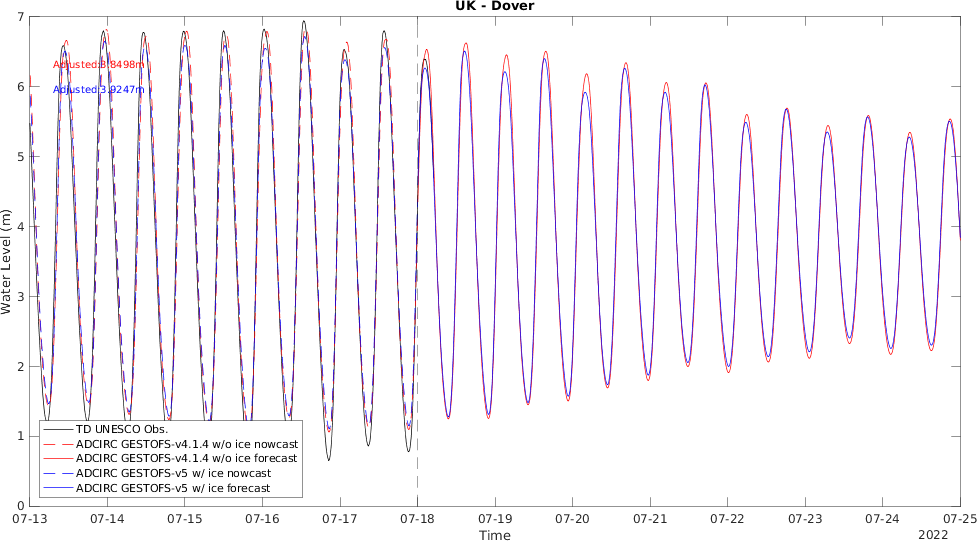 UK - Dover
7
6
5
4
3
2
1
0
Water Level (m)
Adjusted:3.8498m
Adjusted:3.9247m
TD UNESCO Obs.
ADCIRC GESTOFS-v4.1.4 w/o ice nowcast
ADCIRC GESTOFS-v4.1.4 w/o ice forecast
ADCIRC GESTOFS-v5 w/ ice nowcast
ADCIRC GESTOFS-v5 w/ ice forecast
07-13 07-14 07-15 07-16 07-17 07-18 07-19 07-20 07-21 07-22 07-23 07-24 07-25
Time
2022